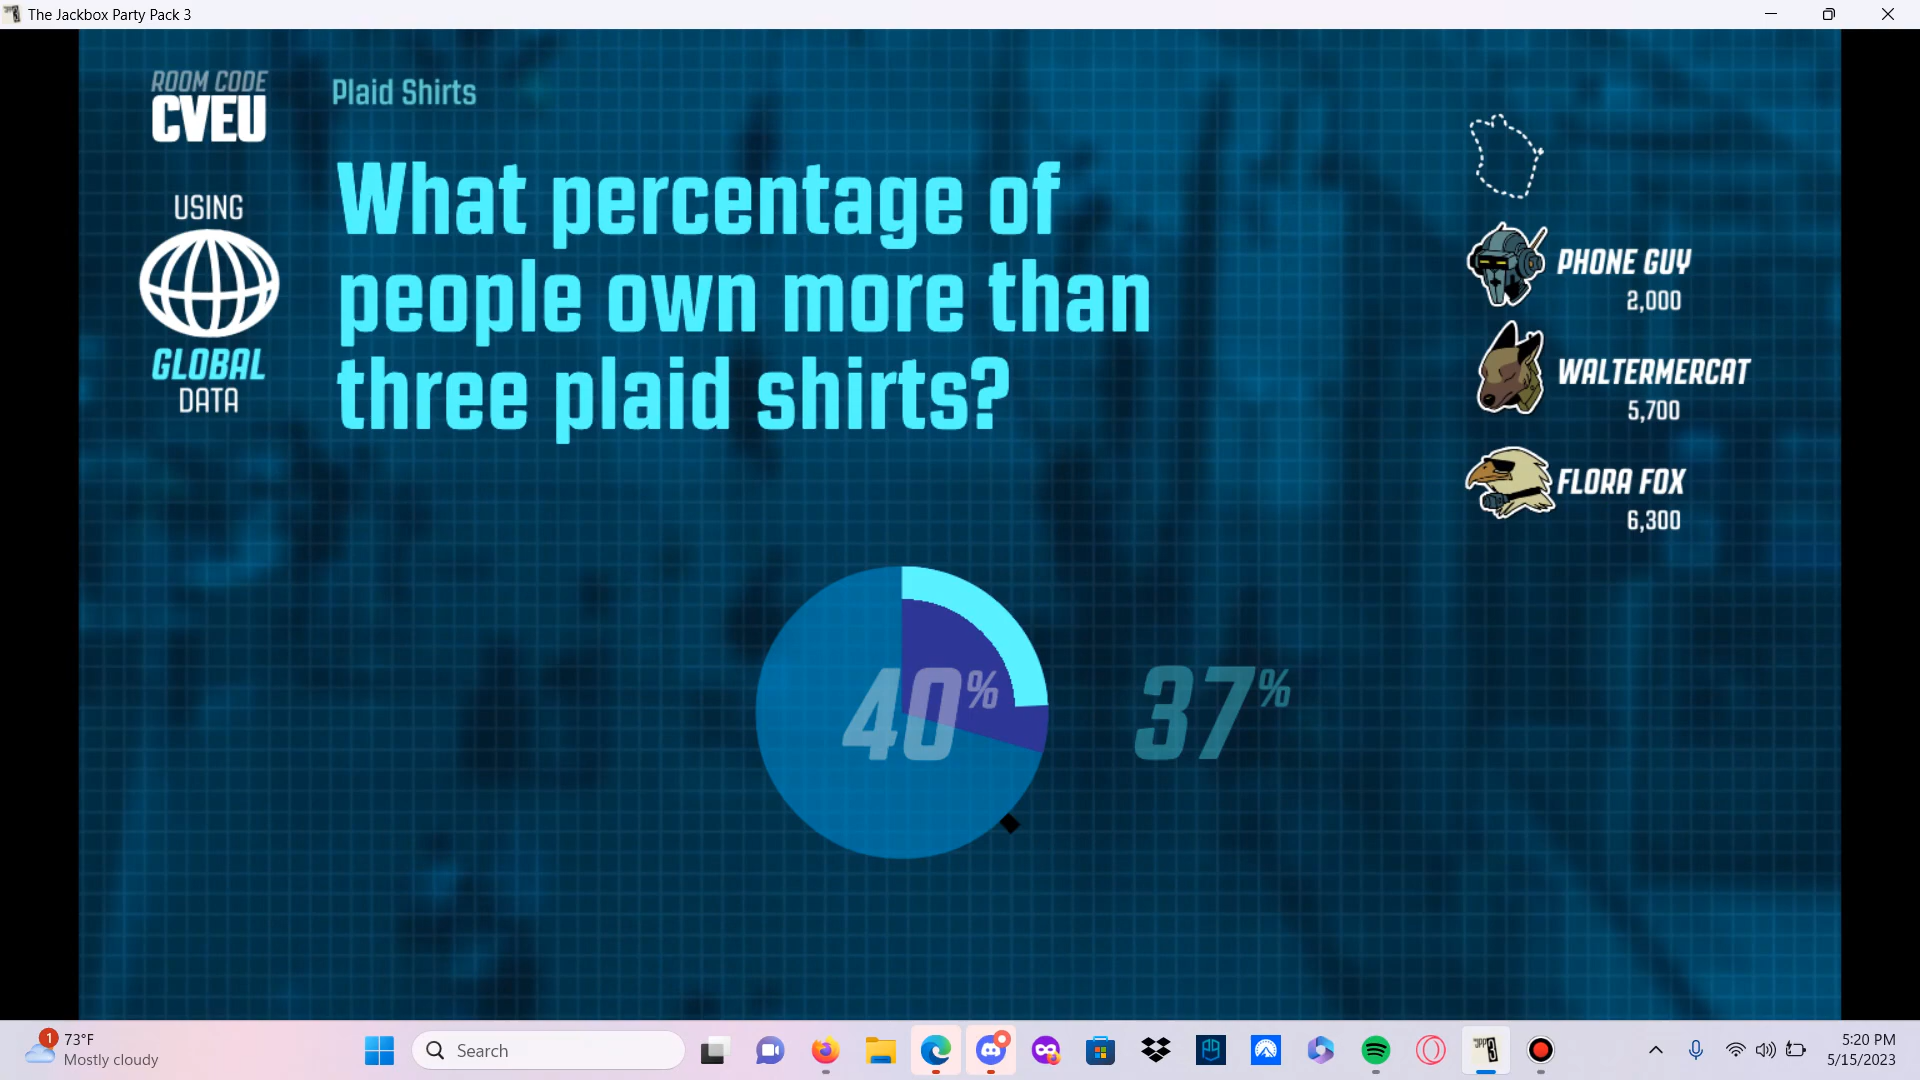 The Jackbox Party Pack 3
ROOM CODE
CVEU
USING
GLOBAL
DATA
Plaid Shirts
What percentage of
people own more than
three plaid shirts?
40%
37%
PHONE GUY
2,000
WALTERMERCAT
5,700
FLORA FOX
6,300
1
73°F
Mostly cloudy
Search
5:20 PM
5/15/2023